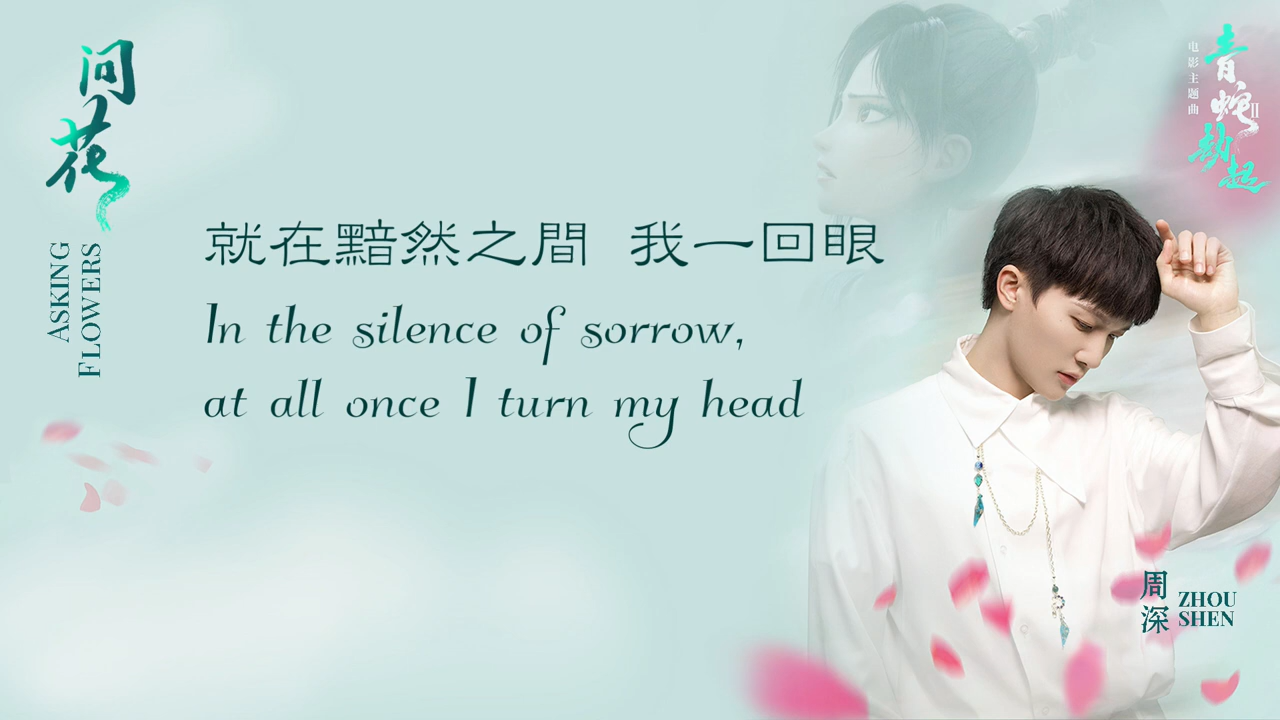 问花
ASKING
FLOWERS
就在黯然之間 我一回眼
In the silence of sorrow,
at all once I turn my head
电影主题曲
青蛇II
劫起
周深
ZHOU
SHEN